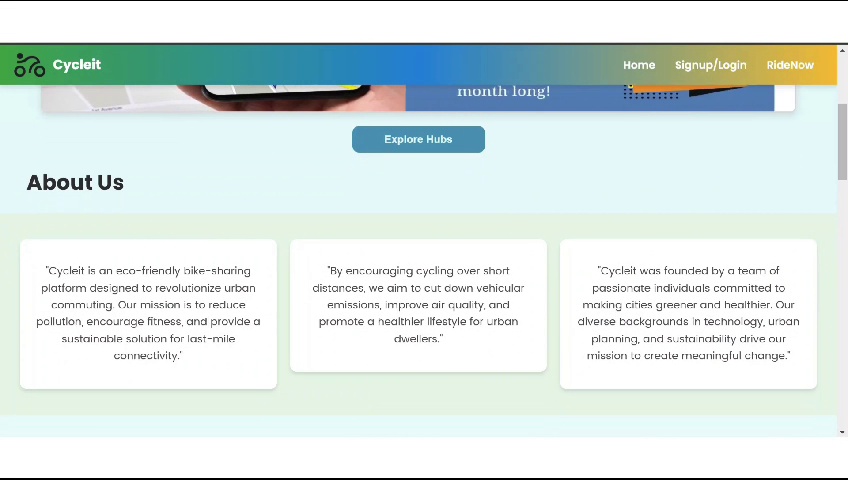 Cycleit
Home Signup/Login RideNow
month long!
Explore Hubs
About Us
"Cycleit is an eco-friendly bike-sharing
platform designed to revolutionize urban
commuting. Our mission is to reduce
pollution, encourage fitness, and provide a
sustainable solution for last-mile
connectivity."
"By encouraging cycling over short
distances, we aim to cut down vehicular
emissions, improve air quality, and
promote a healthier lifestyle for urban
dwellers."
"Cycleit was founded by a team of
passionate individuals committed to
making cities greener and healthier. Our
diverse backgrounds in technology, urban
planning, and sustainability drive our
mission to create meaningful change."